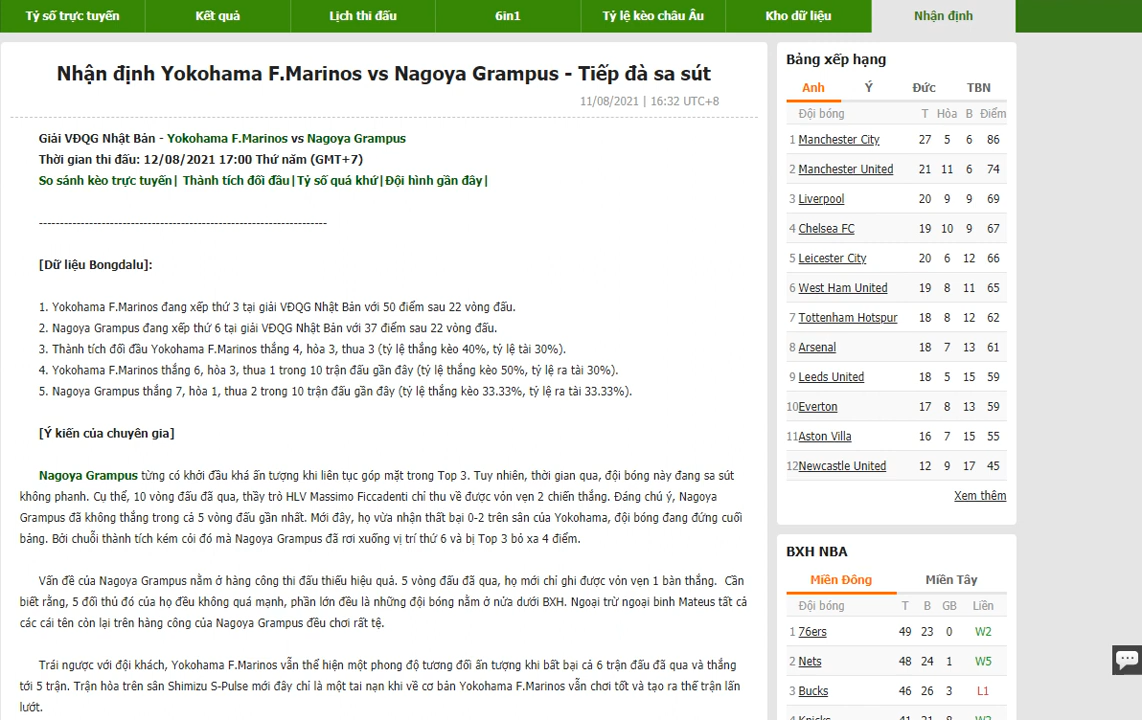 Tỷ số trực tuyến Kết quả Lịch thi đấu 6in1 Tỷ lệ kèo châu Âu Kho dữ liệu Nhận định
Nhận định Yokohama F.Marinos vs Nagoya Grampus - Tiếp đà sa sút
11/08/2021 | 16:32 UTC+8
Giải VĐQG Nhật Bản - Yokohama F.Marinos vs Nagoya Grampus
Thời gian thi đấu: 12/08/2021 17:00 Thứ năm (GMT+7)
So sánh kèo trực tuyến| Thành tích đối đầu|Tỷ số quá khứ|Đội hình gần đây|
--------------------------------------------------------------------
[Dữ liệu Bongdalu]:
1. Yokohama F.Marinos đang xếp thứ 3 tại giải VĐQG Nhật Bản với 50 điểm sau 22 vòng đấu.
2. Nagoya Grampus đang xếp thứ 6 tại giải VĐQG Nhật Bản với 37 điểm sau 22 vòng đấu.
3. Thành tích đối đầu Yokohama F.Marinos thắng 4, hòa 3, thua 3 (tỷ lệ thắng kèo 40%, tỷ lệ tài 30%).
4. Yokohama F.Marinos thắng 6, hòa 3, thua 1 trong 10 trận đấu gần đây (tỷ lệ thắng kèo 50%, tỷ lệ ra tài 30%).
5. Nagoya Grampus thắng 7, hòa 1, thua 2 trong 10 trận đấu gần đây (tỷ lệ thắng kèo 33.33%, tỷ lệ ra tài 33.33%).
[Ý kiến của chuyên gia]
Nagoya Grampus từng có khởi đầu khá ấn tượng khi liên tục góp mặt trong Top 3. Tuy nhiên, thời gian qua, đội bóng này đang sa sút
không phanh. Cụ thể, 10 vòng đấu đã qua, thầy trò HLV Massimo Ficcadenti chỉ thu về được vỏn vẹn 2 chiến thắng. Đáng chú ý, Nagoya
Grampus đã không thắng trong cả 5 vòng đấu gần nhất. Mới đây, họ vừa nhận thất bại 0-2 trên sân của Yokohama, đội bóng đang đứng cuối
bảng. Bởi chuỗi thành tích kém cỏi đó mà Nagoya Grampus đã rơi xuống vị trí thứ 6 và bị Top 3 bỏ xa 4 điểm.
Vấn đề của Nagoya Grampus nằm ở hàng công thi đấu thiếu hiệu quả. 5 vòng đấu đã qua, họ mới chỉ ghi được vỏn vẹn 1 bàn thắng. Cần
biết rằng, 5 đối thủ đó của họ đều không quá mạnh, phần lớn đều là những đội bóng nằm ở nửa dưới BXH. Ngoại trừ ngoại binh Mateus tất cả
các cái tên còn lại trên hàng công của Nagoya Grampus đều chơi rất tệ.
Trái ngược với đội khách, Yokohama F.Marinos vẫn thể hiện một phong độ tương đối ấn tượng khi bất bại cả 6 trận đấu đã qua và thắng
tới 5 trận. Trận hòa trên sân Shimizu S-Pulse mới đây chỉ là một tai nạn khi về cơ bản Yokohama F.Marinos vẫn chơi tốt và tạo ra thế trận lấn
lướt.
Bảng xếp hạng
Anh Ý Đức TBN
Đội bóng T Hòa B Điểm
1 Manchester City 27 5 6 86
2 Manchester United 21 11 6 74
3 Liverpool 20 9 9 69
4 Chelsea FC 19 10 9 67
5 Leicester City 20 6 12 66
6 West Ham United 19 8 11 65
7 Tottenham Hotspur 18 8 12 62
8 Arsenal 18 7 13 61
9 Leeds United 18 5 15 59
10 Everton 17 8 13 59
11 Aston Villa 16 7 15 55
12 Newcastle United 12 9 17 45
Xem thêm
BXH NBA
Miền Đông Miền Tây
Đội bóng T B GB Liên
1 76ers 49 23 0 W2
2 Nets 48 24 1 W5
3 Bucks 46 26 3 L1
4 Knicks 41 31 8 W2